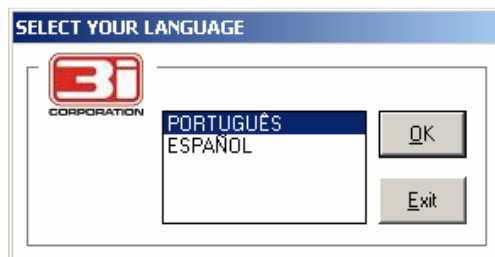 SELECT YOUR LANGUAGE
3i
CORPORATION
PORTUGUÊS
ESPAÑOL
OK
Exit